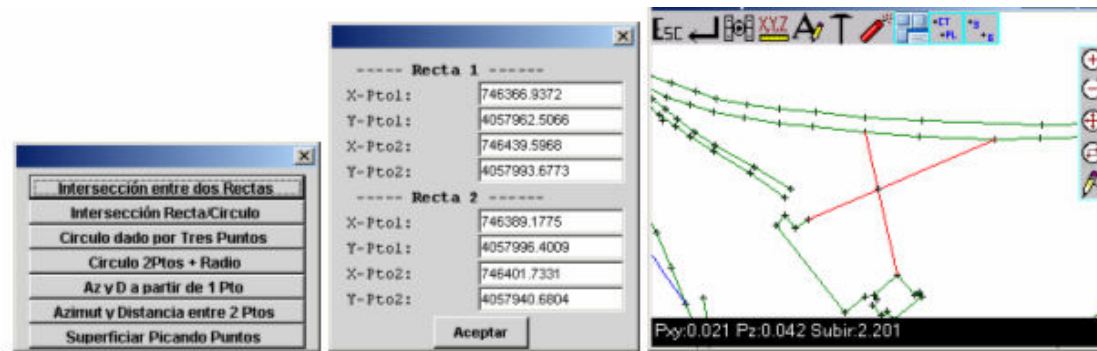 Intersección entre dos Rectas
Intersección Recta/Circulo
Circulo dado por Tres Puntos
Circulo 2Ptos + Radio
Az y D a partir de 1 Pto
Azimut y Distancia entre 2 Ptos
Superficiar Picando Puntos
----- Recta 1 ------
X-Pto1: 746366.9372
Y-Pto1: 4057962.5066
X-Pto2: 746439.5968
Y-Pto2: 4057993.6773
----- Recta 2 ------
X-Pto1: 746389.1775
Y-Pto1: 4057996.4009
X-Pto2: 746401.7331
Y-Pto2: 4057940.6804
Aceptar
Esc XYZ A
Pxy:0.021 Pz:0.042 Subir:2.201